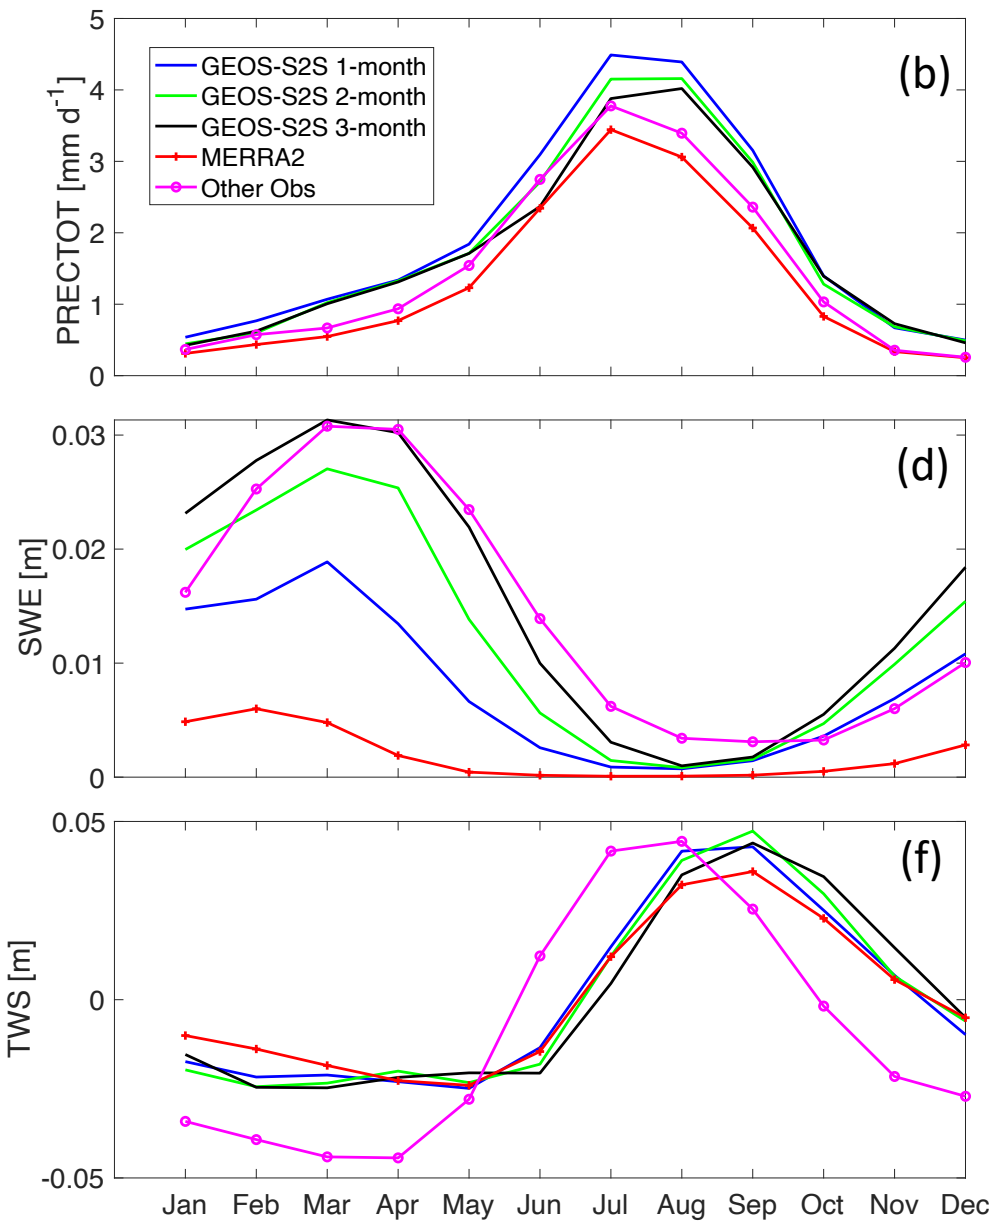 5
4
3
2
1
0
PRECTOT [mm d⁻¹]
GEOS-S2S 1-month
GEOS-S2S 2-month
GEOS-S2S 3-month
MERRA2
Other Obs
(b)
0.03
0.02
0.01
0
SWE [m]
(d)
0.05
0
-0.05
TWS [m]
(f)
Jan Feb Mar Apr May Jun Jul Aug Sep Oct Nov Dec